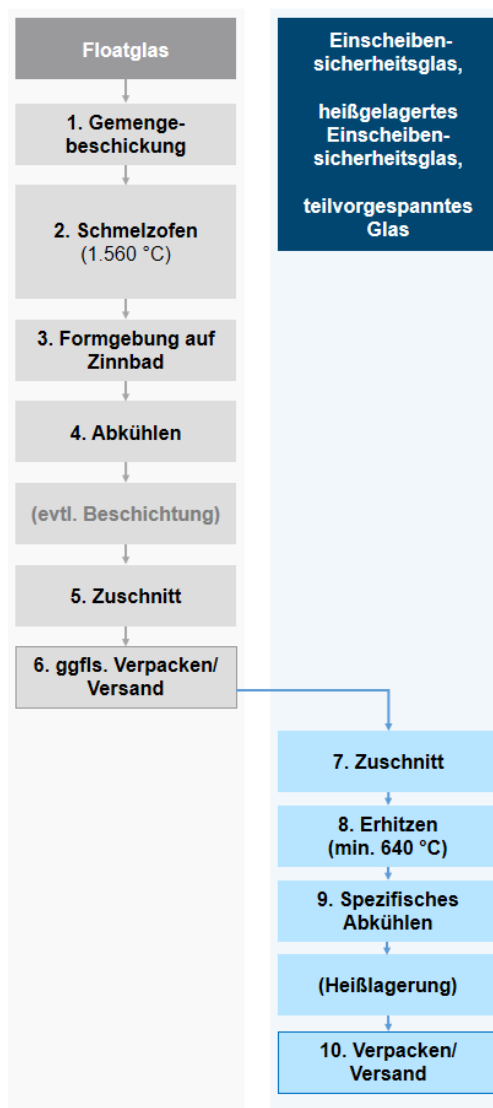 Floatglas
1. Gemenge-
beschickung
2. Schmelzofen
(1.560 °C)
3. Formgebung auf
Zinnbad
4. Abkühlen
(evtl. Beschichtung)
5. Zuschnitt
6. ggfls. Verpacken/
Versand
Einscheiben-
sicherheitsglas,
heißgelagertes
Einscheiben-
sicherheitsglas,
teilvorgespanntes
Glas
7. Zuschnitt
8. Erhitzen
(min. 640 °C)
9. Spezifisches
Abkühlen
(Heißlagerung)
10. Verpacken/
Versand